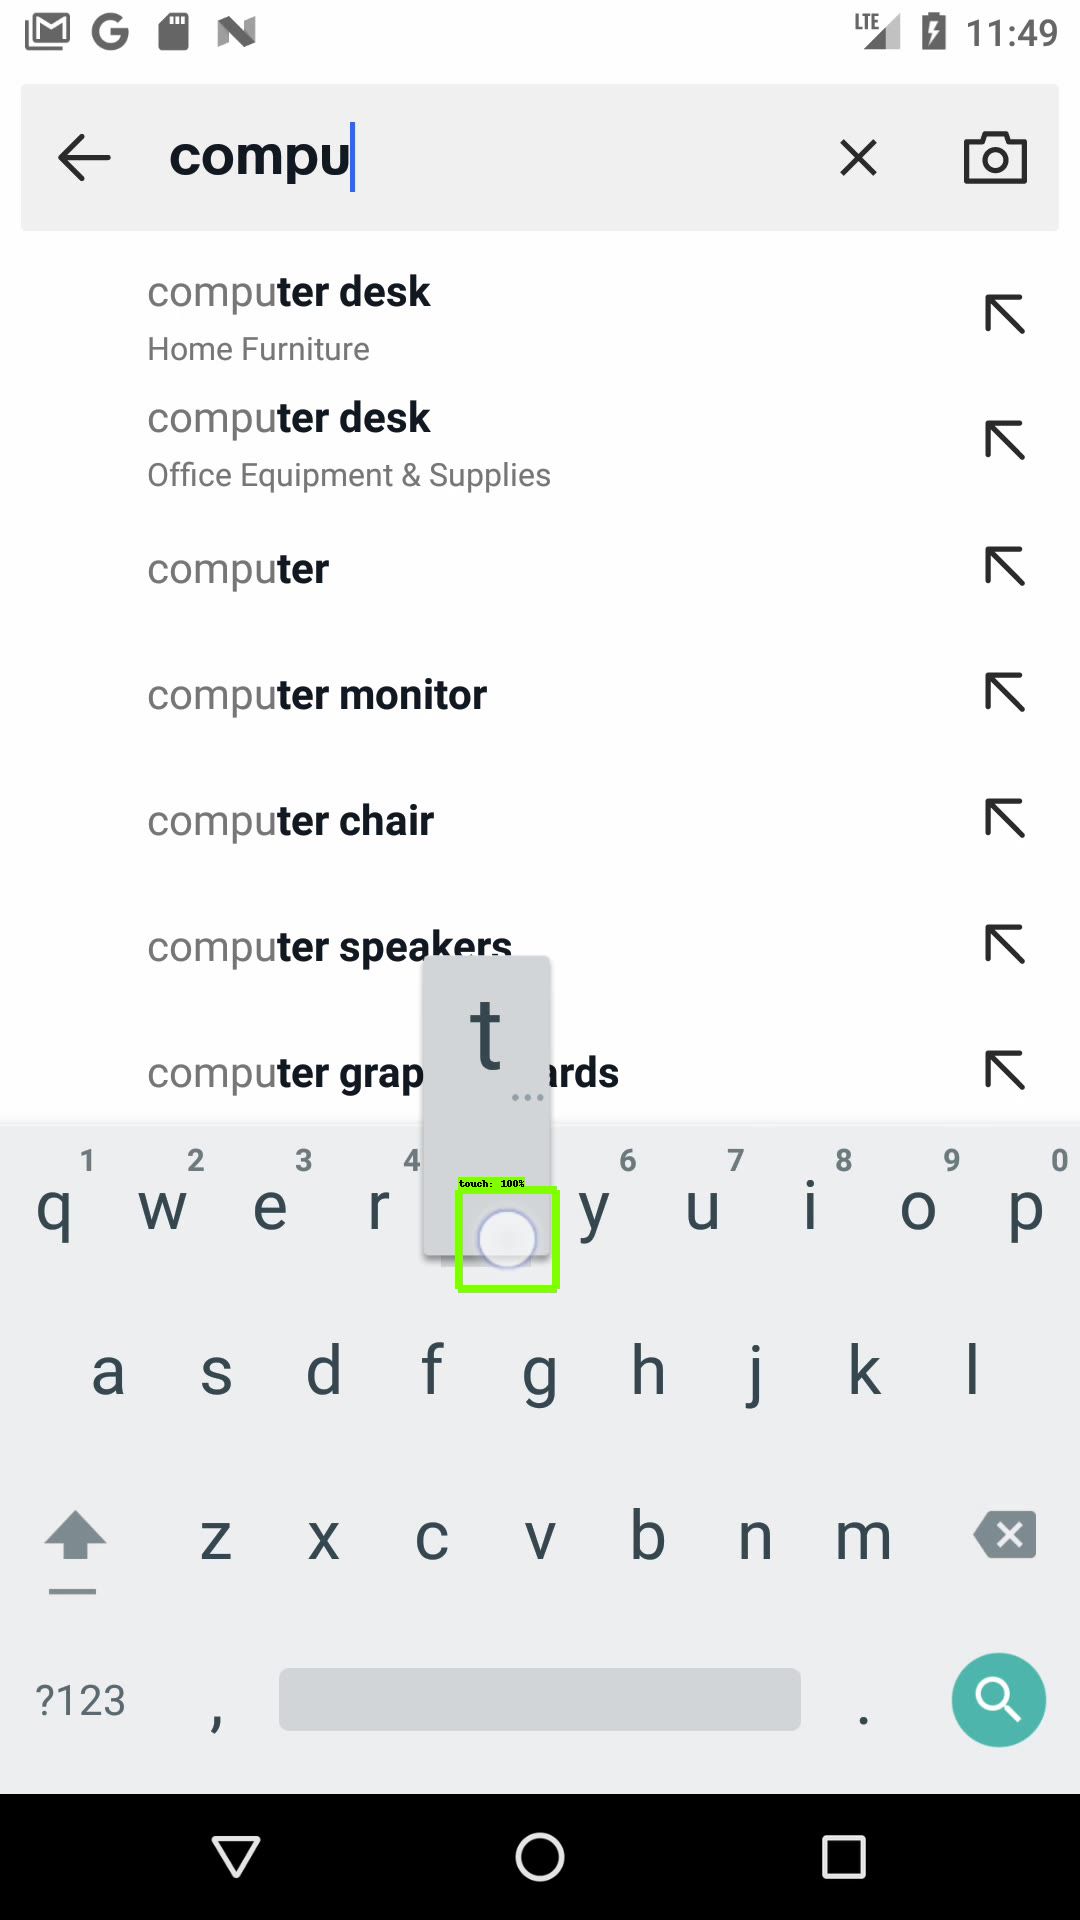 LTE 11:49
compu
computer desk
Home Furniture
computer desk
Office Equipment & Supplies
computer
computer monitor
computer chair
computer speakers
t
computer grap ards
...
1 2 3 4 6 7 8 9 0
touch: 100%
q w e r y u i o p
a s d f g h j k l
z x c v b n m
?123 , .